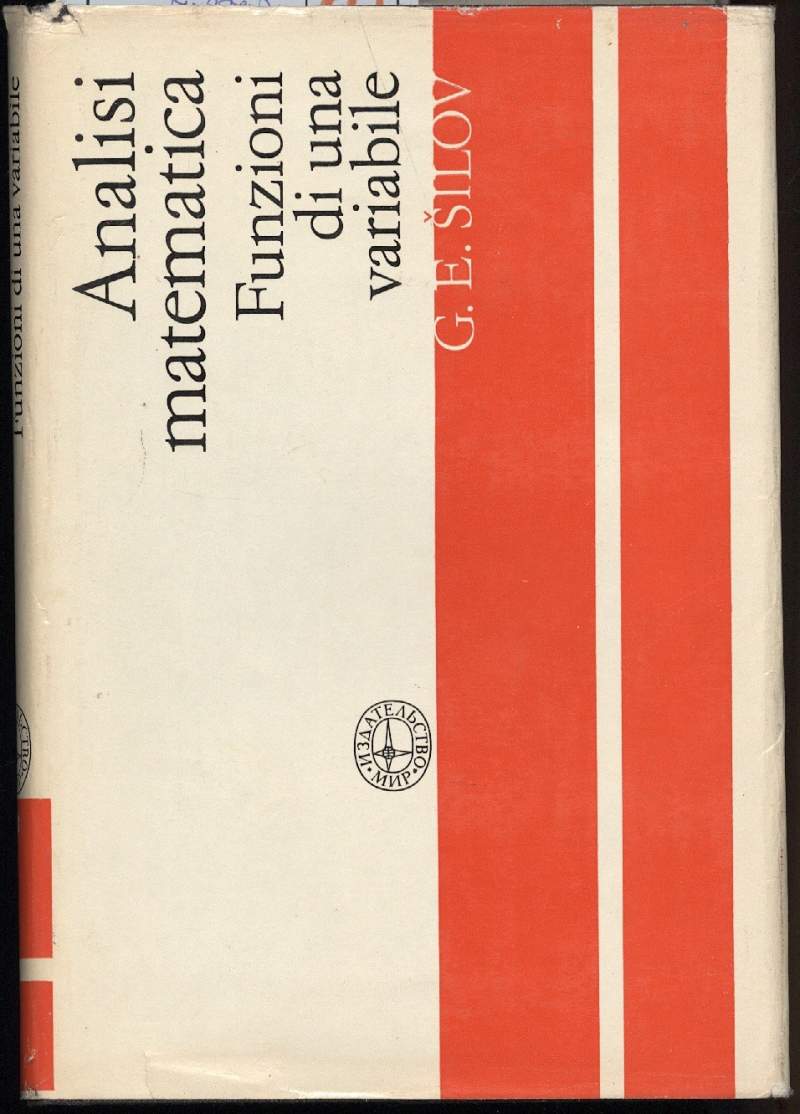 Analisi
matematica
Funzioni
di una
variabile
G. E. ŠILOV
ИЗДАТЕЛЬСТВО
МИР
Funzioni di una variabile